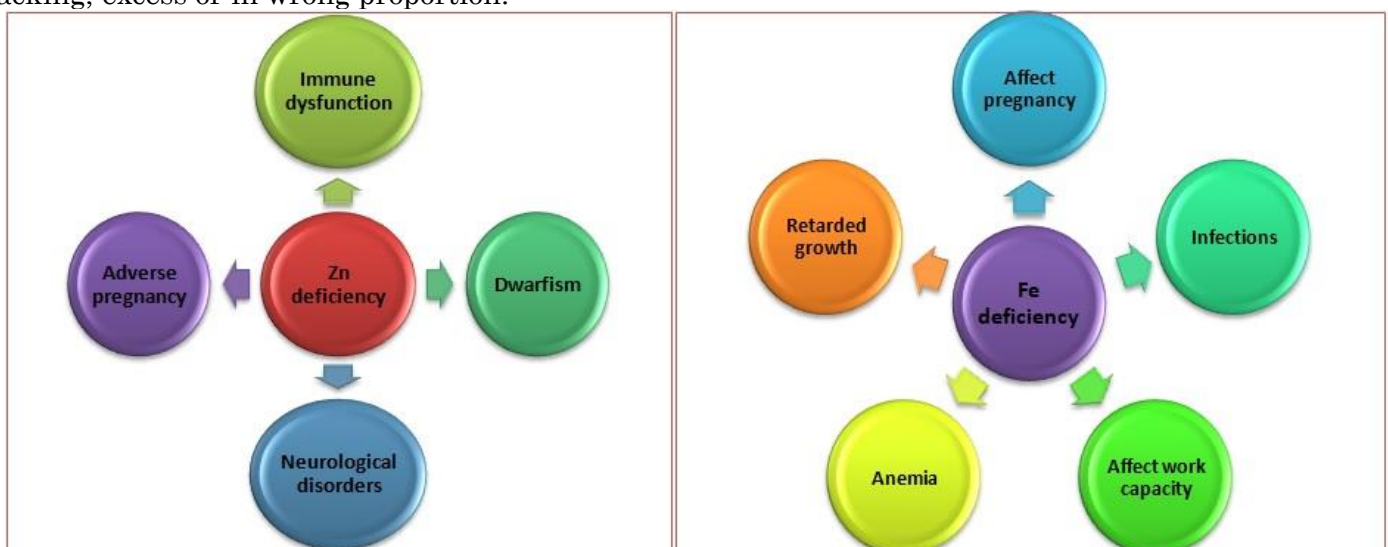 lacking, excess or in wrong proportion.
Immune
dysfunction
Adverse
pregnancy
Zn
deficiency
Dwarfism
Neurological
disorders
Affect
pregnancy
Retarded
growth
Infections
Fe
deficiency
Anemia
Affect work
capacity